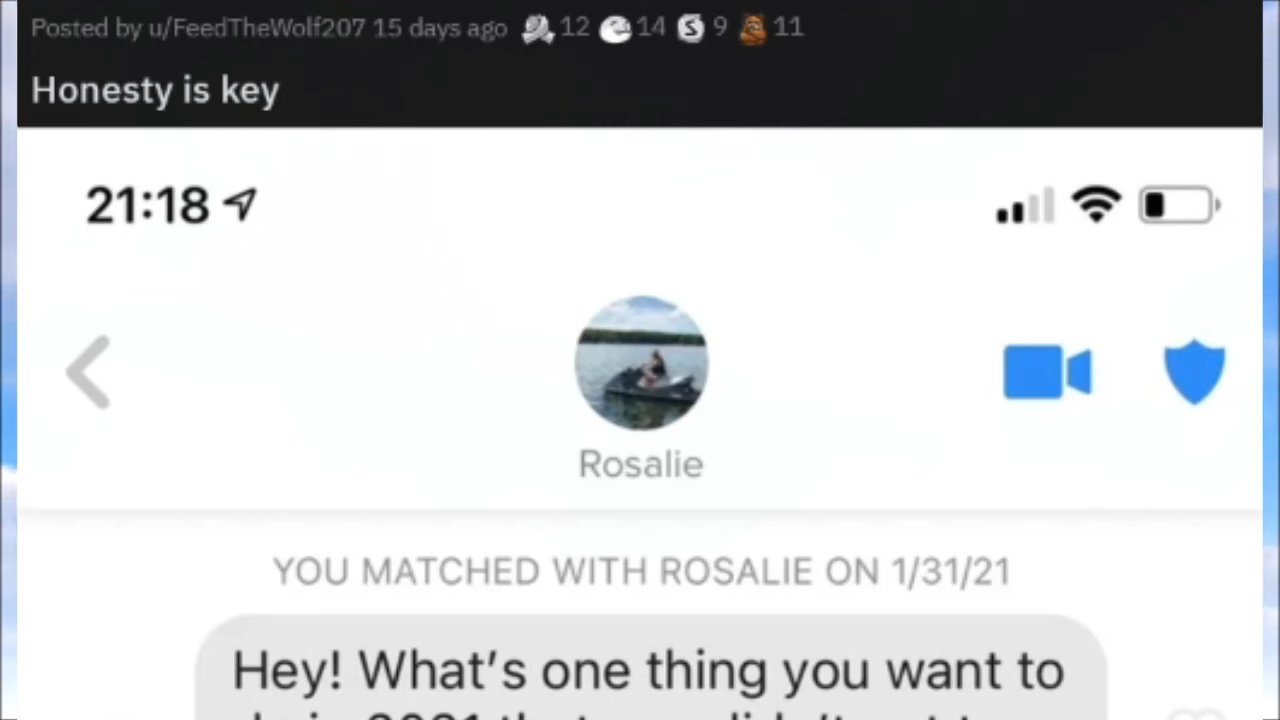 Posted by u/FeedTheWolf207 15 days ago 12 14 S 9 11
Honesty is key
21:18
Rosalie
YOU MATCHED WITH ROSALIE ON 1/31/21
Hey! What's one thing you want to